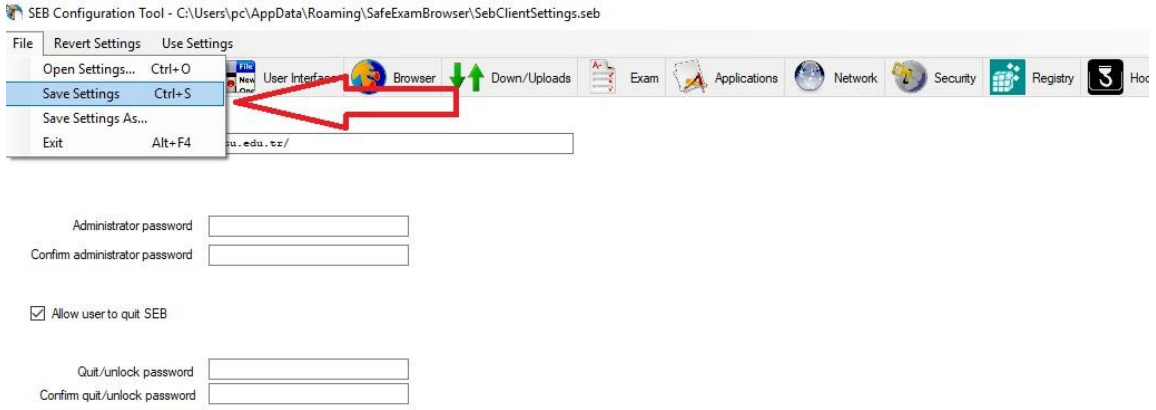 SEB Configuration Tool - C:\Users\pc\AppData\Roaming\SafeExamBrowser\SebClientSettings.seb
File Revert Settings Use Settings
Open Settings... Ctrl+O
Save Settings Ctrl+S
Save Settings As...
Exit Alt+F4
File New User Interface Browser Down/Uploads A- Exam Applications Network Security Registry Hoo
su.edu.tr/
Administrator password
Confirm administrator password
Allow user to quit SEB
Quit/unlock password
Confirm quit/unlock password